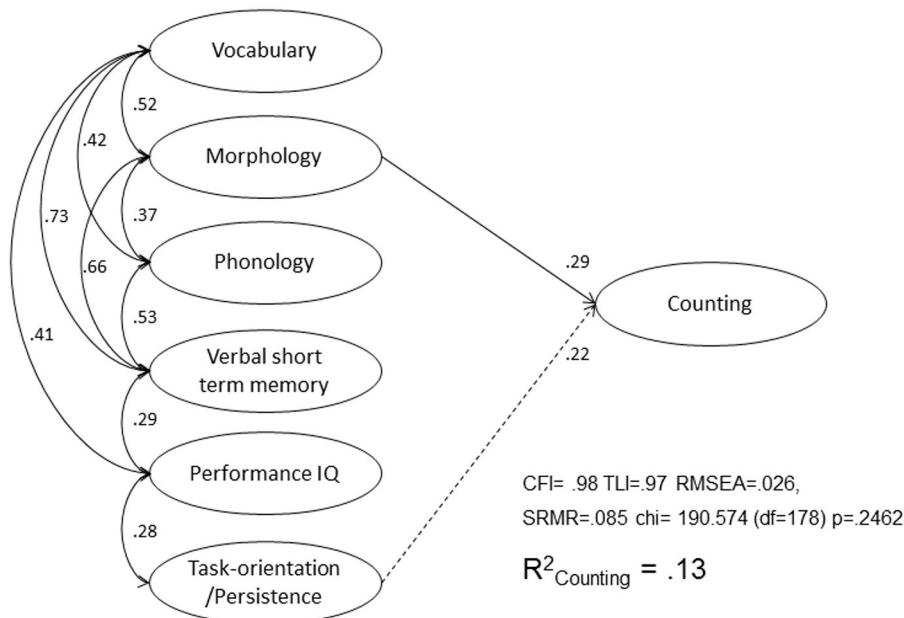 Vocabulary
.52
.42
Morphology
.73
.37
.29
.66
Phonology
Counting
.41
.53
.22
Verbal short
term memory
.29
Performance IQ
CFI= .98 TLI=.97 RMSEA=.026,
SRMR=.085 chi= 190.574 (df=178) p=.2462
.28
R²Counting = .13
Task-orientation
/Persistence